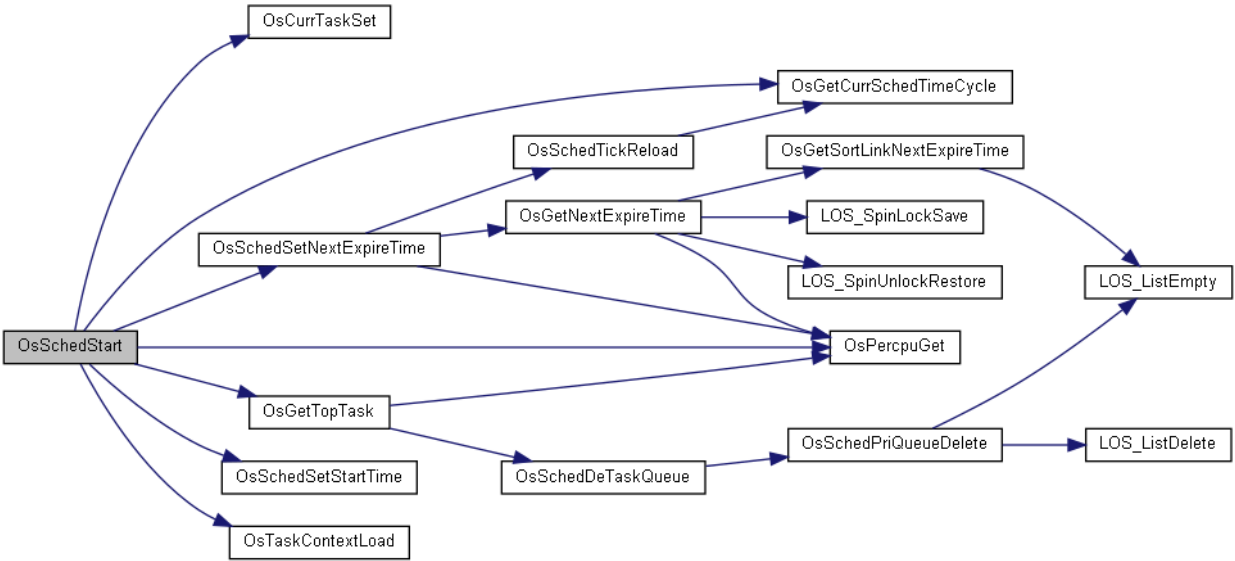 OsCurrTaskSet
OsGetCurrSchedTimeCycle
OsSchedTickReload
OsGetSortLinkNextExpireTime
OsGetNextExpireTime
LOS_SpinLockSave
OsSchedSetNextExpireTime
LOS_SpinUnlockRestore
LOS_ListEmpty
OsSchedStart
OsPercpuGet
OsGetTopTask
OsSchedPriQueueDelete
LOS_ListDelete
OsSchedSetStartTime
OsSchedDeTaskQueue
OsTaskContextLoad